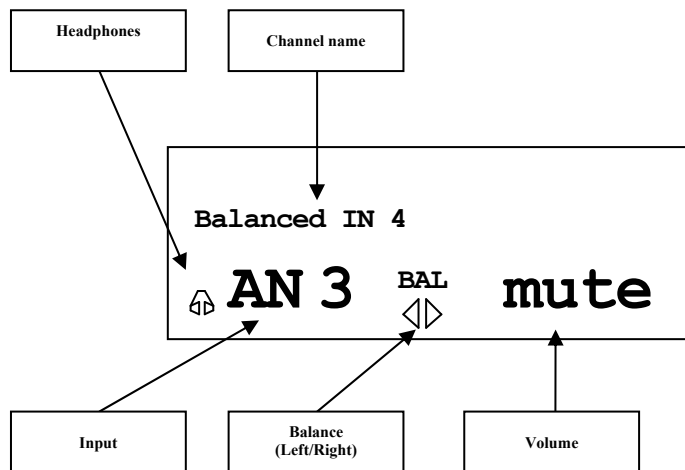 Headphones
Channel name
Balanced IN 4
AN 3
BAL
mute
Input
Balance
(Left/Right)
Volume